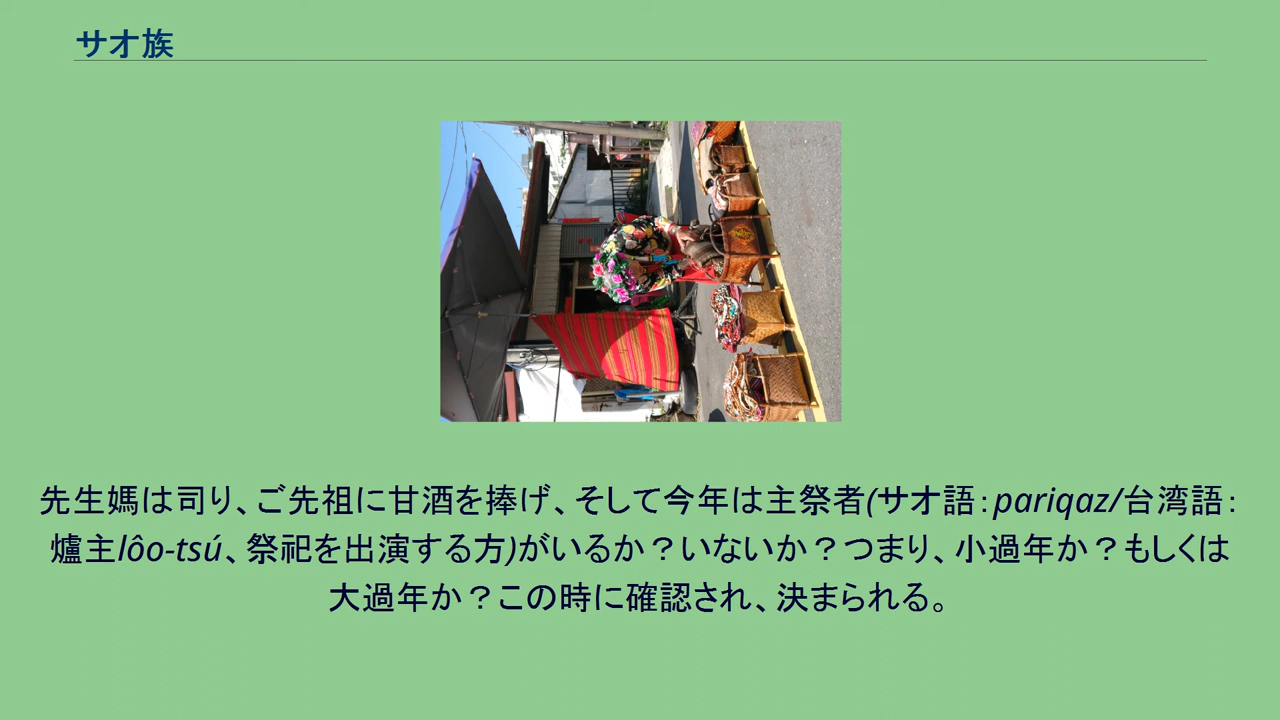 サオ族
先生媽は司り、ご先祖に甘酒を捧げ、そして今年は主祭者(サオ語：pariqaz/台湾語：
爐主lôo-tsú、祭祀を出演する方)がいるか？いないか？つまり、小過年か？もしくは
大過年か？この時に確認され、決まられる。